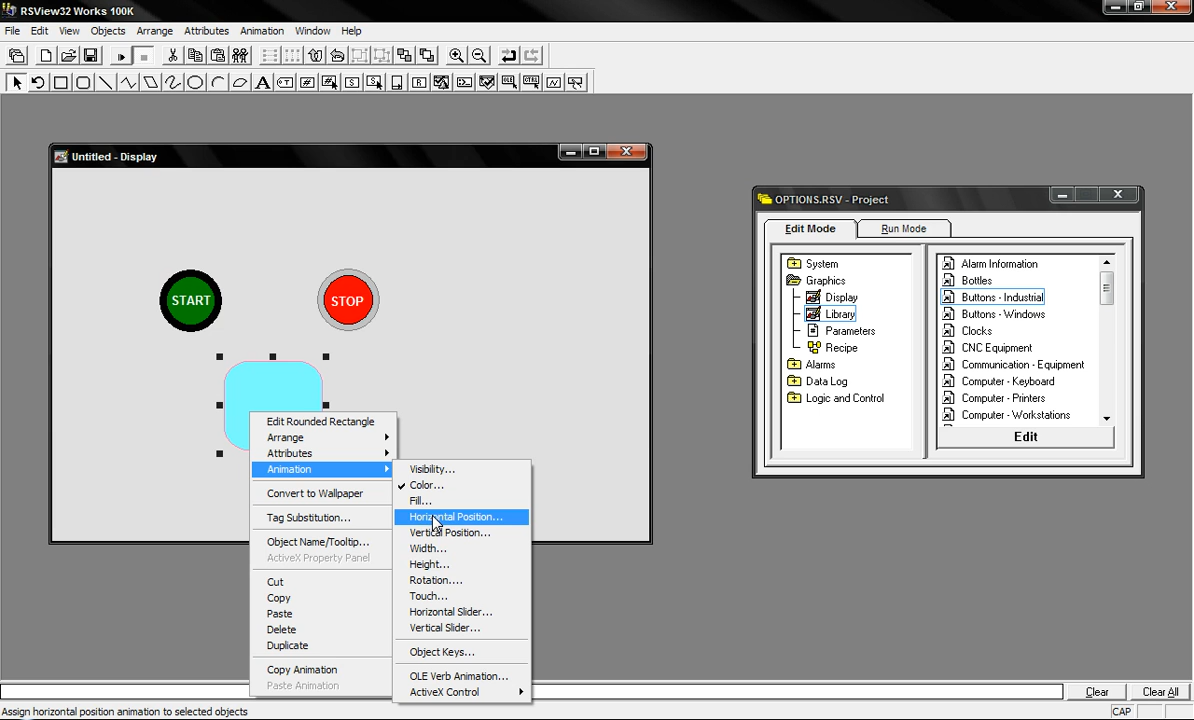 RSView32 Works 100K
File Edit View Objects Arrange Attributes Animation Window Help
Untitled - Display
START
STOP
OPTIONS.RSV - Project
Edit Mode
Run Mode
System
Graphics
Display
Library
Parameters
Recipe
Alarms
Data Log
Logic and Control
Alarm Information
Bottles
Buttons - Industrial
Buttons - Windows
Clocks
CNC Equipment
Communication - Equipment
Computer - Keyboard
Computer - Printers
Computer - Workstations
Edit
Edit Rounded Rectangle
Arrange
Attributes
Animation
Convert to Wallpaper
Tag Substitution...
Object Name/Tooltip...
ActiveX Property Panel
Cut
Copy
Paste
Delete
Duplicate
Copy Animation
Paste Animation
Visibility...
Color...
Fill...
Horizontal Position...
Vertical Position...
Width...
Height...
Rotation....
Touch...
Horizontal Slider...
Vertical Slider...
Object Keys...
OLE Verb Animation...
ActiveX Control
Clear Clear All
Assign horizontal position animation to selected objects
CAP